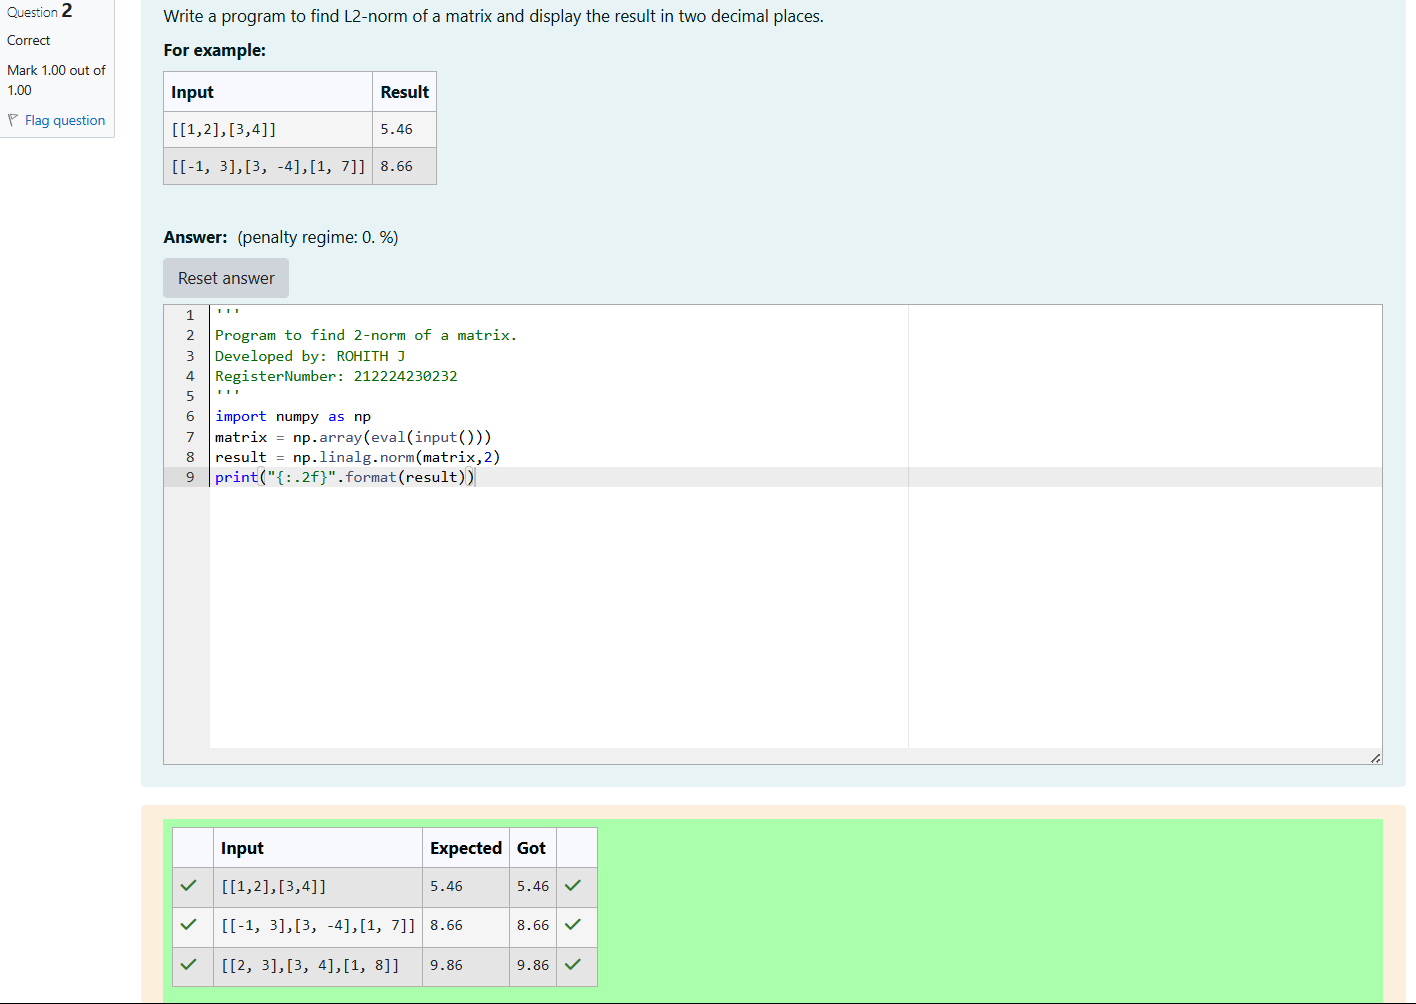 Question 2
Correct
Mark 1.00 out of
1.00
Flag question
Write a program to find L2-norm of a matrix and display the result in two decimal places.
For example:
Input Result
[[1,2],[3,4]] 5.46
[[-1, 3],[3, -4],[1, 7]] 8.66
Answer: (penalty regime: 0. %)
Reset answer
1 '''
2 Program to find 2-norm of a matrix.
3 Developed by: ROHITH J
4 RegisterNumber: 212224230232
5 '''
6 import numpy as np
7 matrix = np.array(eval(input()))
8 result = np.linalg.norm(matrix,2)
9 print("{:.2f}".format(result))
Input Expected Got
[[1,2],[3,4]] 5.46 5.46
[[-1, 3],[3, -4],[1, 7]] 8.66 8.66
[[2, 3],[3, 4],[1, 8]] 9.86 9.86